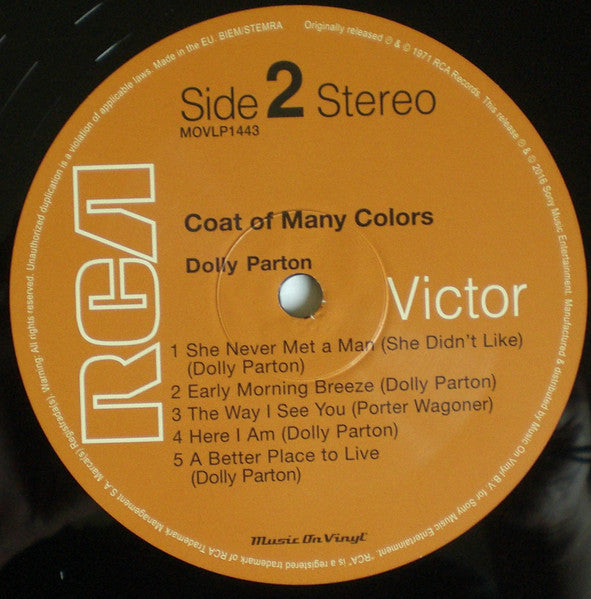 Side 2 Stereo
MOVLP1443
RCA
Coat of Many Colors
Dolly Parton
Victor
1 She Never Met a Man (She Didn't Like)
(Dolly Parton)
2 Early Morning Breeze (Dolly Parton)
3 The Way I See You (Porter Wagoner)
4 Here I Am (Dolly Parton)
5 A Better Place to Live
(Dolly Parton)
Music On Vinyl
Originally released ℗ & © 1971 RCA Records. This release ℗ & © 2016 Sony Music Entertainment. Manufactured & distributed by Music On Vinyl B.V. for Sony Music Entertainment. "RCA" is a registered trademark of RCA Trademark Management S.A. Marca(s) Registrada(s). Warning: All rights reserved. Unauthorized duplication is a violation of applicable laws. Made in the EU. BIEM/STEMRA